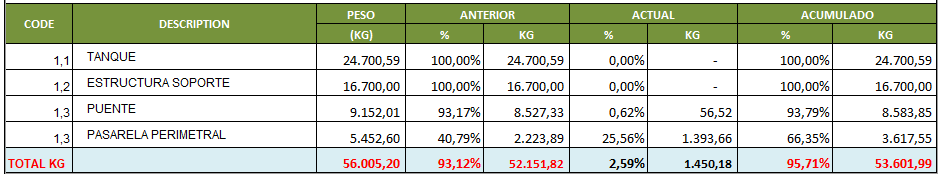 CODE DESCRIPTION PESO ANTERIOR ACTUAL ACUMULADO
(KG) % KG % KG % KG
1,1 TANQUE 24.700,59 100,00% 24.700,59 0,00% - 100,00% 24.700,59
1,2 ESTRUCTURA SOPORTE 16.700,00 100,00% 16.700,00 0,00% - 100,00% 16.700,00
1,3 PUENTE 9.152,01 93,17% 8.527,33 0,62% 56,52 93,79% 8.583,85
1,3 PASARELA PERIMETRAL 5.452,60 40,79% 2.223,89 25,56% 1.393,66 66,35% 3.617,55
TOTAL KG 56.005,20 93,12% 52.151,82 2,59% 1.450,18 95,71% 53.601,99